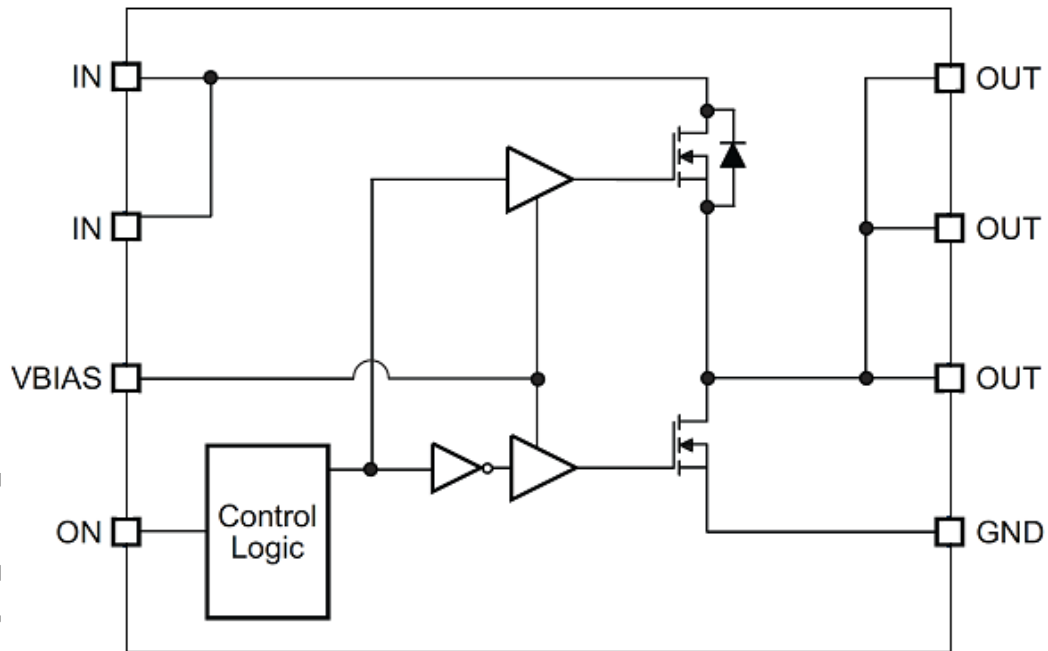 IN
OUT
IN
OUT
VBIAS
OUT
Control
Logic
ON
GND